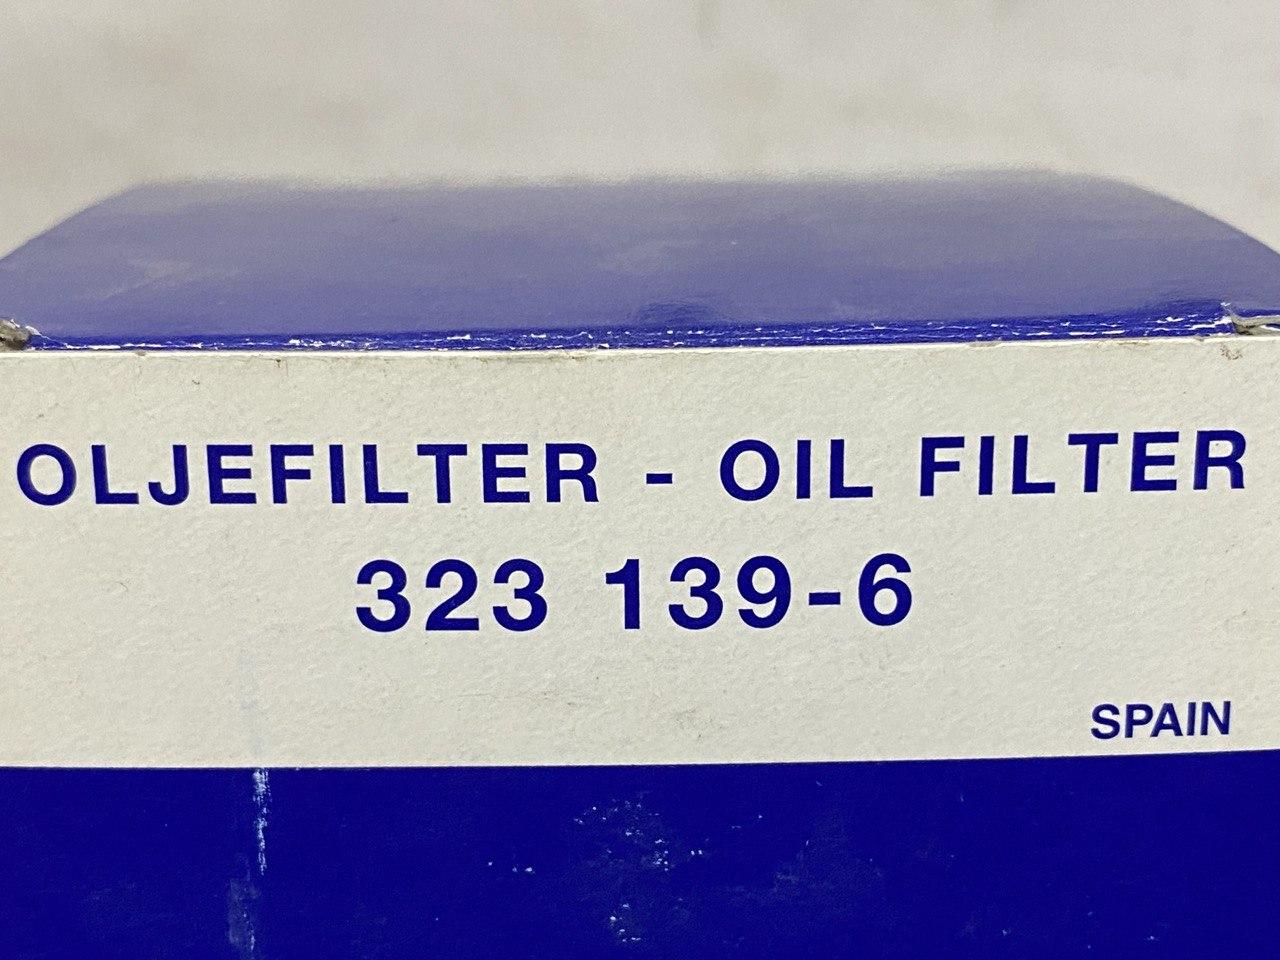 OLJEFILTER - OIL FILTER
323 139-6
SPAIN